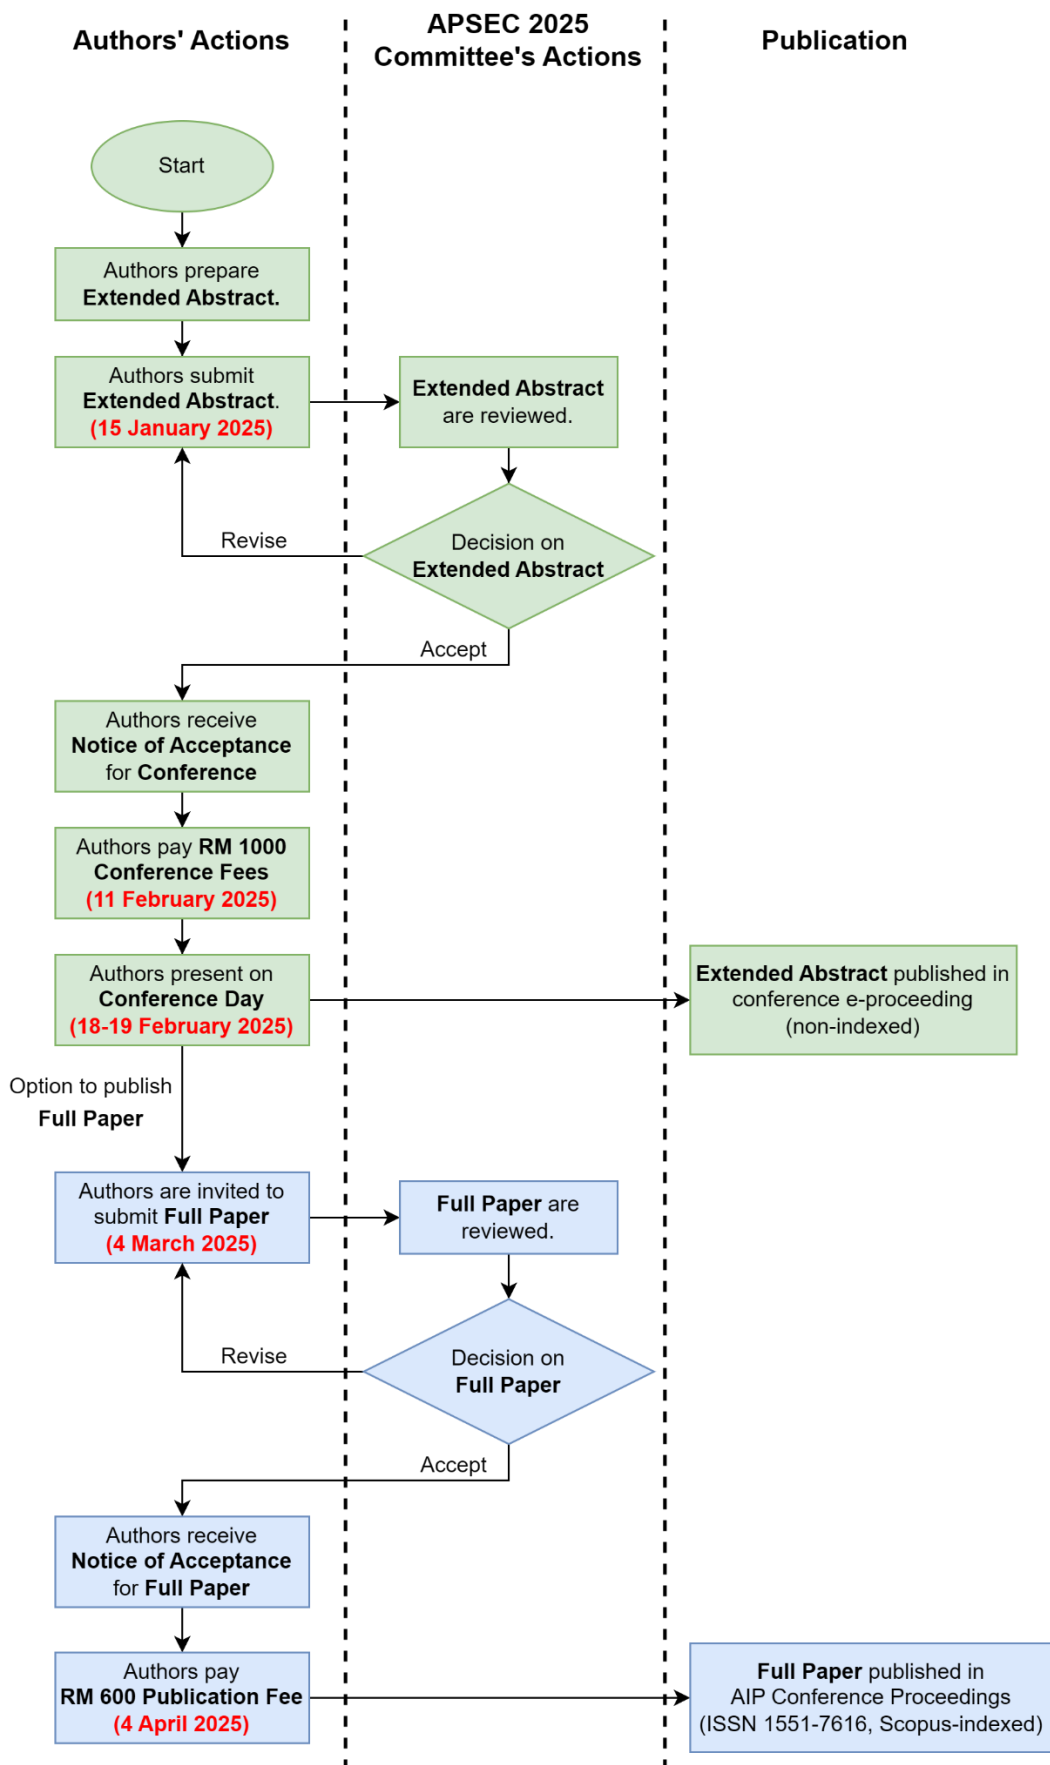 Authors' Actions
APSEC 2025
Committee's Actions
Publication
Start
Authors prepare
Extended Abstract.
Authors submit
Extended Abstract.
(15 January 2025)
Extended Abstract
are reviewed.
Revise
Decision on
Extended Abstract
Accept
Authors receive
Notice of Acceptance
for Conference
Authors pay RM 1000
Conference Fees
(11 February 2025)
Authors present on
Conference Day
(18-19 February 2025)
Extended Abstract published in
conference e-proceeding
(non-indexed)
Option to publish
Full Paper
Authors are invited to
submit Full Paper
(4 March 2025)
Full Paper are
reviewed.
Revise
Decision on
Full Paper
Accept
Authors receive
Notice of Acceptance
for Full Paper
Authors pay
RM 600 Publication Fee
(4 April 2025)
Full Paper published in
AIP Conference Proceedings
(ISSN 1551-7616, Scopus-indexed)